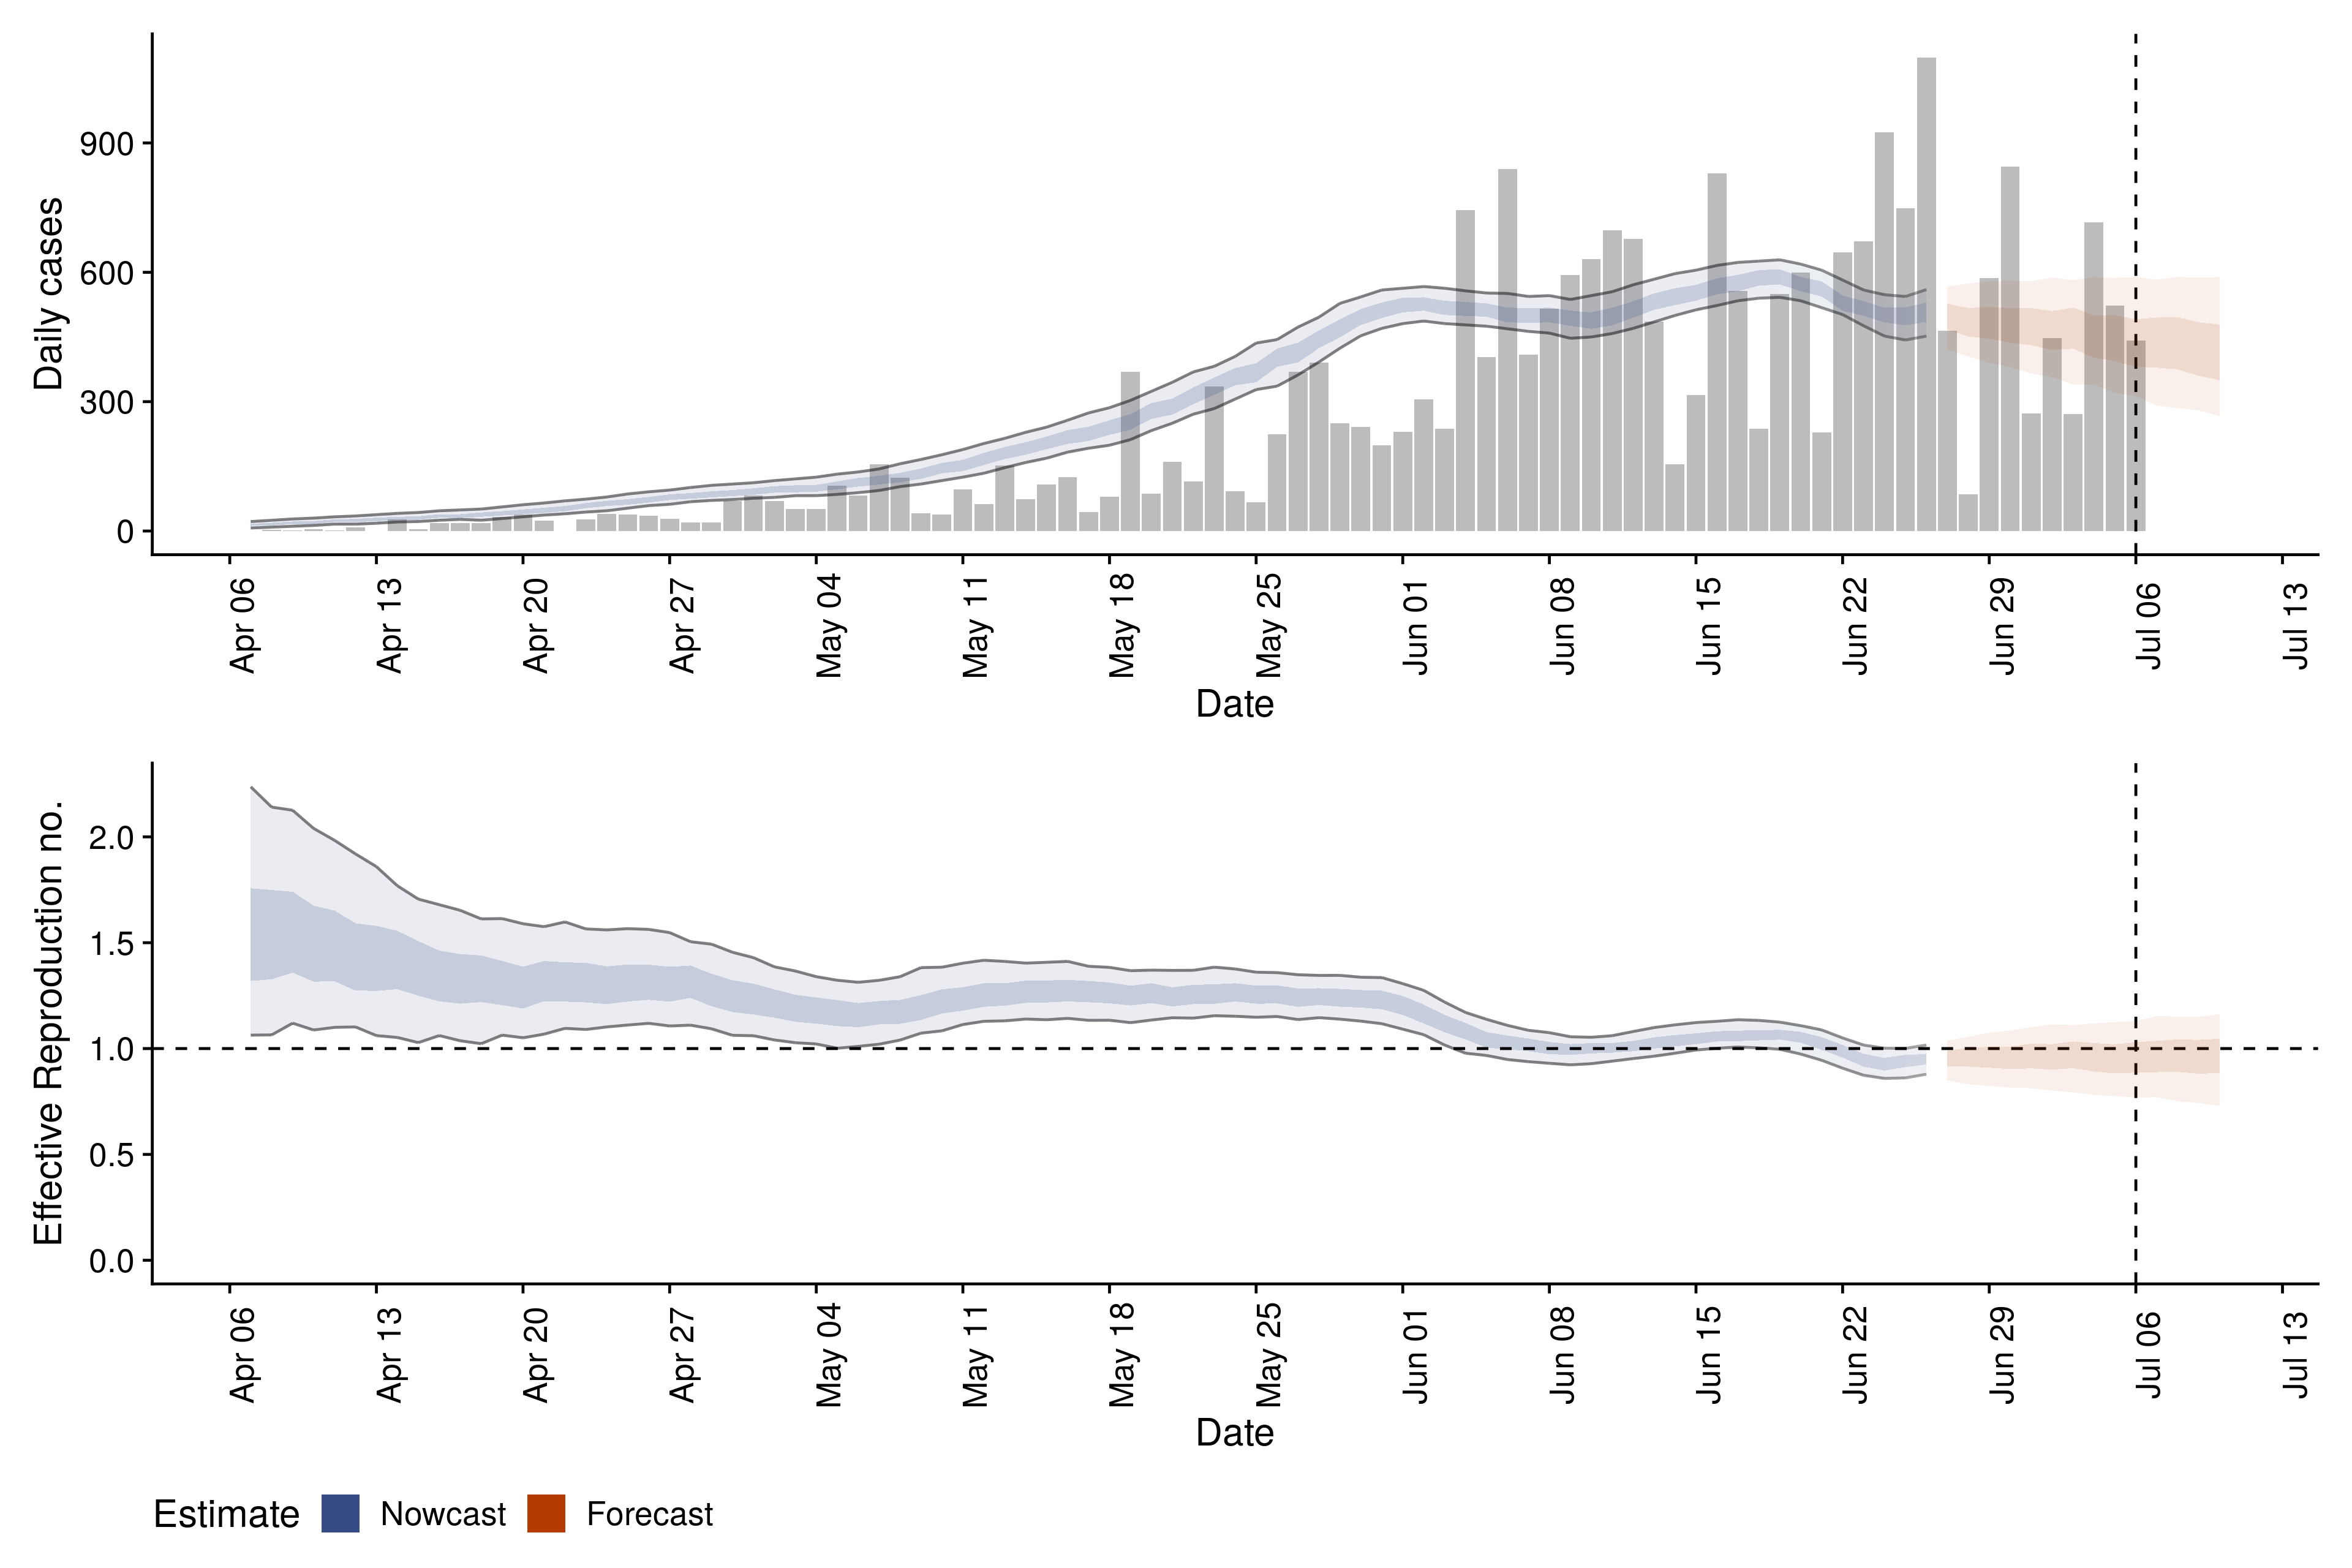 Daily cases
900
600
300
0
Apr 06
Apr 13
Apr 20
Apr 27
May 04
May 11
May 18
May 25
Jun 01
Jun 08
Jun 15
Jun 22
Jun 29
Jul 06
Jul 13
Date
Effective Reproduction no.
2.0
1.5
1.0
0.5
0.0
Apr 06
Apr 13
Apr 20
Apr 27
May 04
May 11
May 18
May 25
Jun 01
Jun 08
Jun 15
Jun 22
Jun 29
Jul 06
Jul 13
Date
Estimate Nowcast Forecast